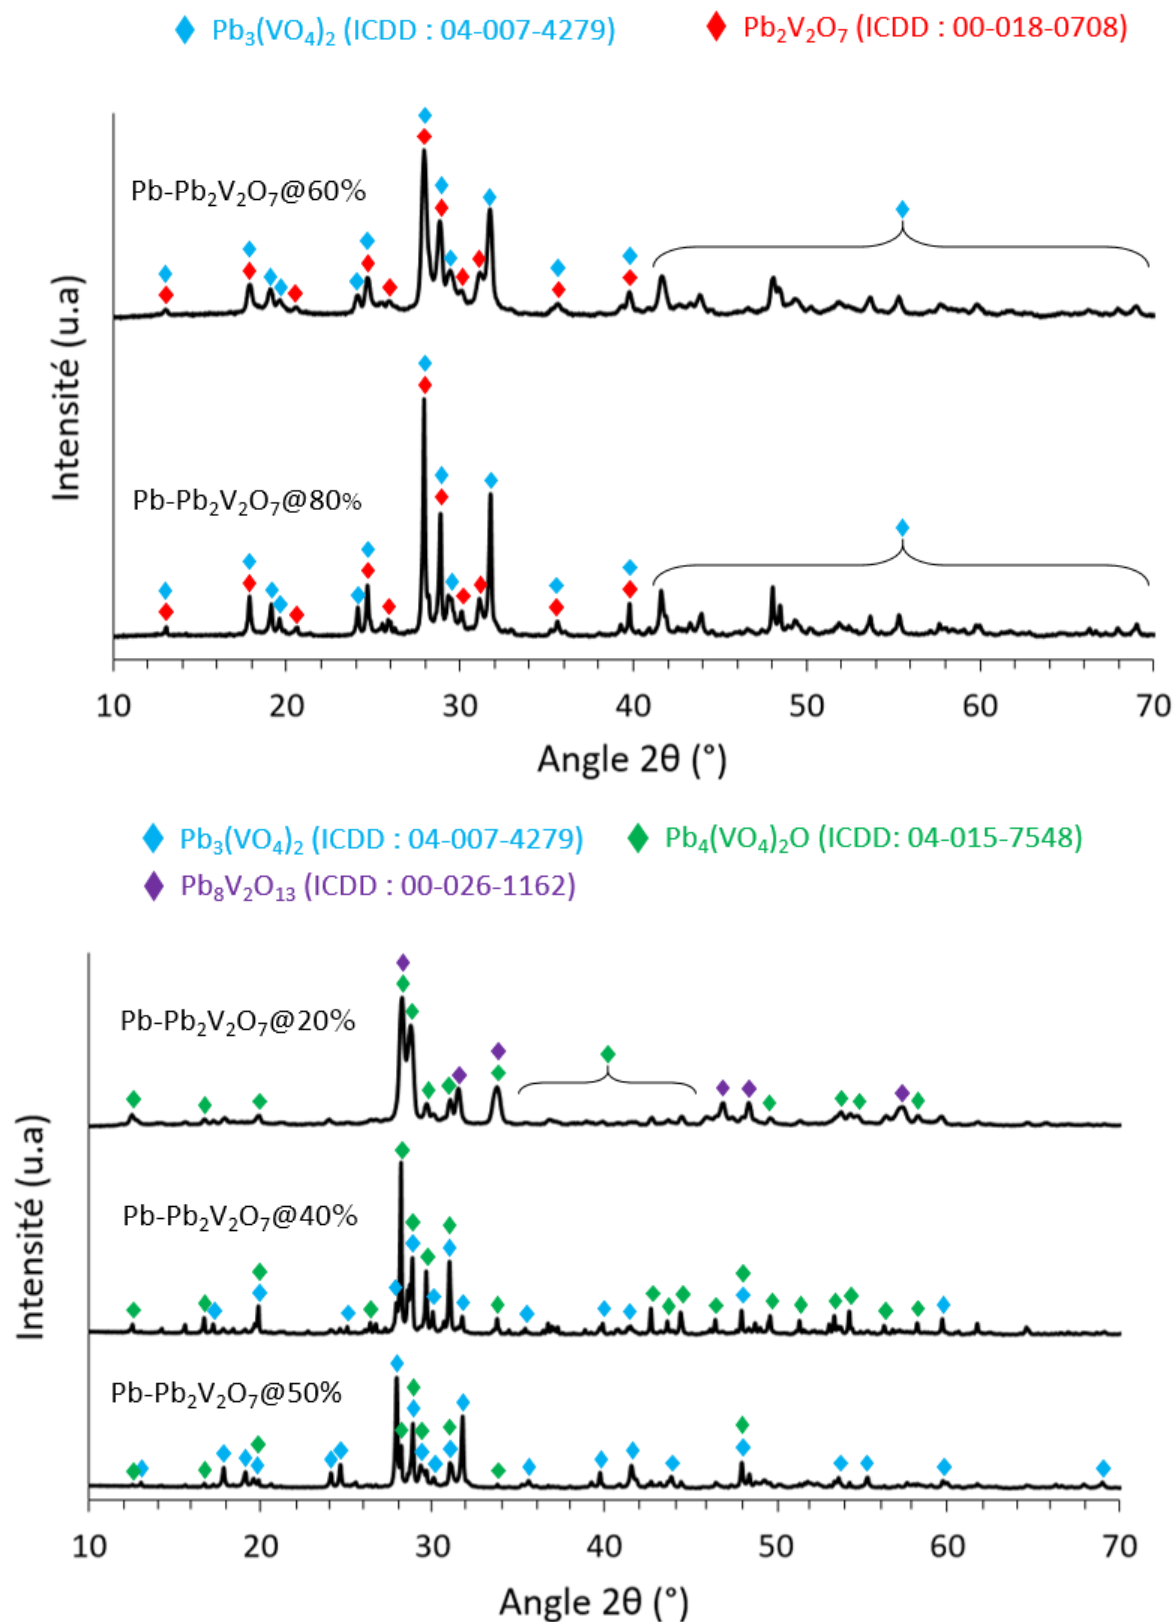 Pb₃(VO₄)₂ (ICDD : 04-007-4279) Pb₂V₂O₇ (ICDD : 00-018-0708)
Pb-Pb₂V₂O₇@60%
Intensité (u.a)
Pb-Pb₂V₂O₇@80%
10 20 30 40 50 60 70
Angle 2θ (°)
Pb₃(VO₄)₂ (ICDD : 04-007-4279) Pb₄(VO₄)₂O (ICDD: 04-015-7548)
Pb₈V₂O₁₃ (ICDD : 00-026-1162)
Pb-Pb₂V₂O₇@20%
Intensité (u.a)
Pb-Pb₂V₂O₇@40%
Pb-Pb₂V₂O₇@50%
10 20 30 40 50 60 70
Angle 2θ (°)